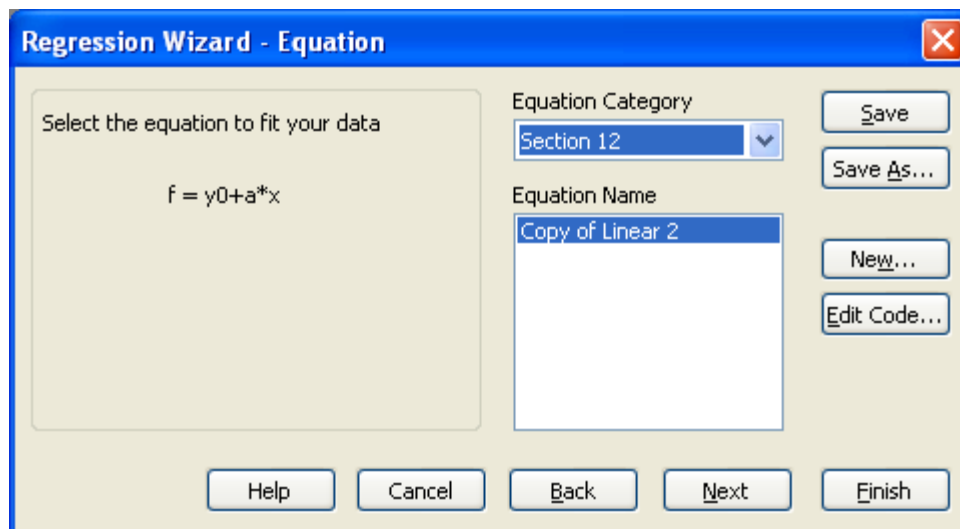 Regression Wizard - Equation
Select the equation to fit your data
f = y0+a*x
Equation Category
Section 12
Equation Name
Copy of Linear 2
Save
Save As...
New...
Edit Code...
Help
Cancel
Back
Next
Finish